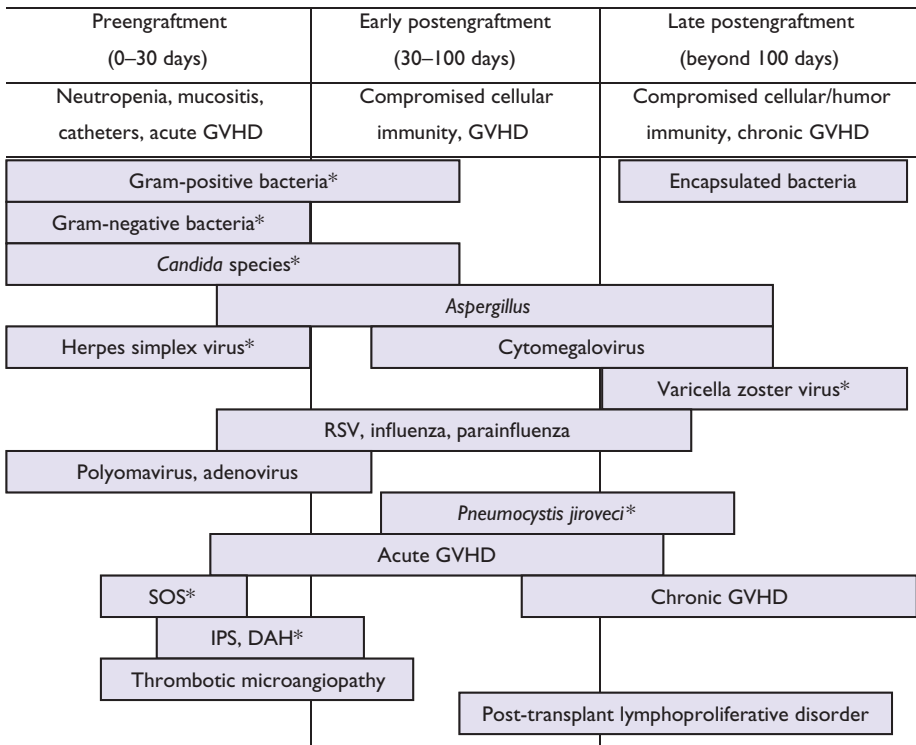 Preengraftment
(0–30 days)
Early postengraftment
(30–100 days)
Late postengraftment
(beyond 100 days)
Neutropenia, mucositis,
catheters, acute GVHD
Compromised cellular
immunity, GVHD
Compromised cellular/humor
immunity, chronic GVHD
Gram-positive bacteria*
Encapsulated bacteria
Gram-negative bacteria*
Candida species*
Aspergillus
Herpes simplex virus*
Cytomegalovirus
Varicella zoster virus*
RSV, influenza, parainfluenza
Polyomavirus, adenovirus
Pneumocystis jiroveci*
Acute GVHD
SOS*
Chronic GVHD
IPS, DAH*
Thrombotic microangiopathy
Post-transplant lymphoproliferative disorder